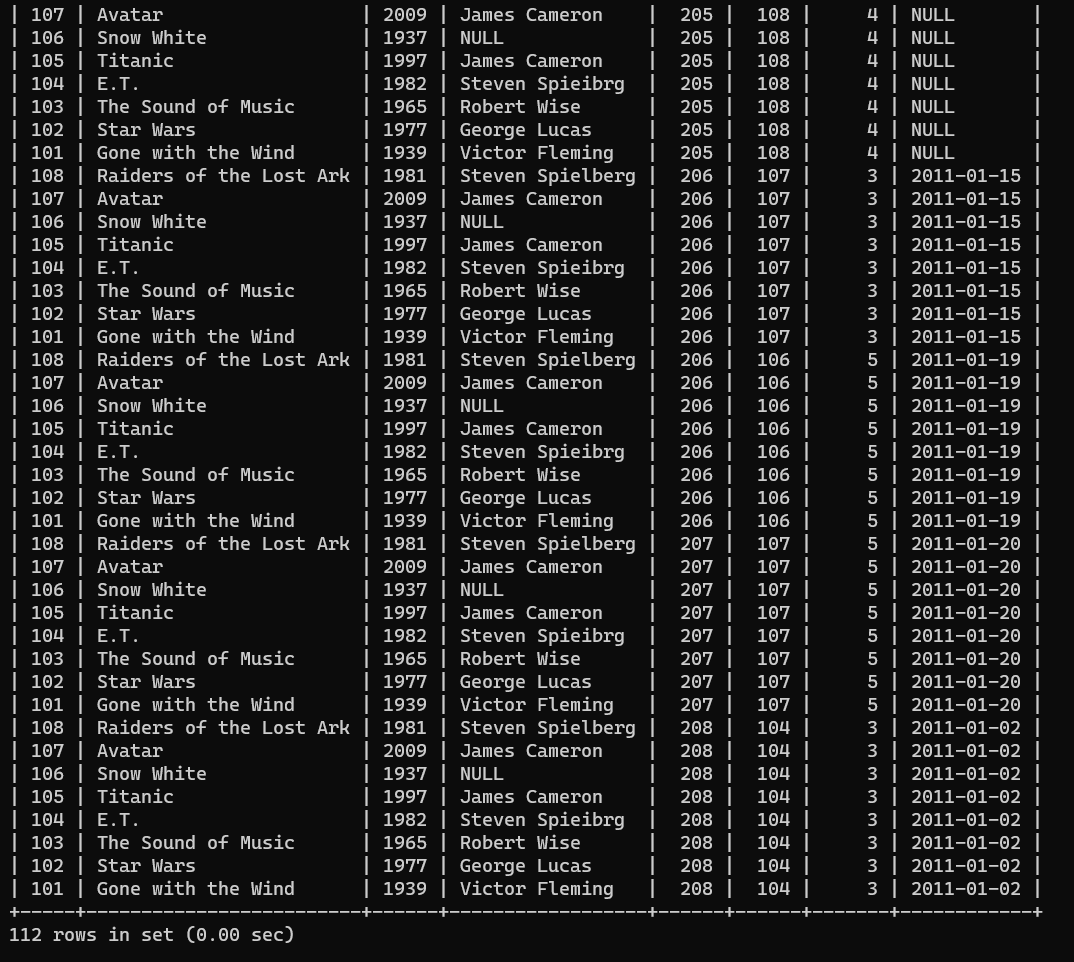 | 107 | Avatar                  | 2009 | James Cameron    |  205 |  108 |     4 | NULL       |
| 106 | Snow White              | 1937 | NULL             |  205 |  108 |     4 | NULL       |
| 105 | Titanic                 | 1997 | James Cameron    |  205 |  108 |     4 | NULL       |
| 104 | E.T.                    | 1982 | Steven Spieibrg  |  205 |  108 |     4 | NULL       |
| 103 | The Sound of Music      | 1965 | Robert Wise      |  205 |  108 |     4 | NULL       |
| 102 | Star Wars               | 1977 | George Lucas     |  205 |  108 |     4 | NULL       |
| 101 | Gone with the Wind      | 1939 | Victor Fleming   |  205 |  108 |     4 | NULL       |
| 108 | Raiders of the Lost Ark | 1981 | Steven Spielberg |  206 |  107 |     3 | 2011-01-15 |
| 107 | Avatar                  | 2009 | James Cameron    |  206 |  107 |     3 | 2011-01-15 |
| 106 | Snow White              | 1937 | NULL             |  206 |  107 |     3 | 2011-01-15 |
| 105 | Titanic                 | 1997 | James Cameron    |  206 |  107 |     3 | 2011-01-15 |
| 104 | E.T.                    | 1982 | Steven Spieibrg  |  206 |  107 |     3 | 2011-01-15 |
| 103 | The Sound of Music      | 1965 | Robert Wise      |  206 |  107 |     3 | 2011-01-15 |
| 102 | Star Wars               | 1977 | George Lucas     |  206 |  107 |     3 | 2011-01-15 |
| 101 | Gone with the Wind      | 1939 | Victor Fleming   |  206 |  107 |     3 | 2011-01-15 |
| 108 | Raiders of the Lost Ark | 1981 | Steven Spielberg |  206 |  106 |     5 | 2011-01-19 |
| 107 | Avatar                  | 2009 | James Cameron    |  206 |  106 |     5 | 2011-01-19 |
| 106 | Snow White              | 1937 | NULL             |  206 |  106 |     5 | 2011-01-19 |
| 105 | Titanic                 | 1997 | James Cameron    |  206 |  106 |     5 | 2011-01-19 |
| 104 | E.T.                    | 1982 | Steven Spieibrg  |  206 |  106 |     5 | 2011-01-19 |
| 103 | The Sound of Music      | 1965 | Robert Wise      |  206 |  106 |     5 | 2011-01-19 |
| 102 | Star Wars               | 1977 | George Lucas     |  206 |  106 |     5 | 2011-01-19 |
| 101 | Gone with the Wind      | 1939 | Victor Fleming   |  206 |  106 |     5 | 2011-01-19 |
| 108 | Raiders of the Lost Ark | 1981 | Steven Spielberg |  207 |  107 |     5 | 2011-01-20 |
| 107 | Avatar                  | 2009 | James Cameron    |  207 |  107 |     5 | 2011-01-20 |
| 106 | Snow White              | 1937 | NULL             |  207 |  107 |     5 | 2011-01-20 |
| 105 | Titanic                 | 1997 | James Cameron    |  207 |  107 |     5 | 2011-01-20 |
| 104 | E.T.                    | 1982 | Steven Spieibrg  |  207 |  107 |     5 | 2011-01-20 |
| 103 | The Sound of Music      | 1965 | Robert Wise      |  207 |  107 |     5 | 2011-01-20 |
| 102 | Star Wars               | 1977 | George Lucas     |  207 |  107 |     5 | 2011-01-20 |
| 101 | Gone with the Wind      | 1939 | Victor Fleming   |  207 |  107 |     5 | 2011-01-20 |
| 108 | Raiders of the Lost Ark | 1981 | Steven Spielberg |  208 |  104 |     3 | 2011-01-02 |
| 107 | Avatar                  | 2009 | James Cameron    |  208 |  104 |     3 | 2011-01-02 |
| 106 | Snow White              | 1937 | NULL             |  208 |  104 |     3 | 2011-01-02 |
| 105 | Titanic                 | 1997 | James Cameron    |  208 |  104 |     3 | 2011-01-02 |
| 104 | E.T.                    | 1982 | Steven Spieibrg  |  208 |  104 |     3 | 2011-01-02 |
| 103 | The Sound of Music      | 1965 | Robert Wise      |  208 |  104 |     3 | 2011-01-02 |
| 102 | Star Wars               | 1977 | George Lucas     |  208 |  104 |     3 | 2011-01-02 |
| 101 | Gone with the Wind      | 1939 | Victor Fleming   |  208 |  104 |     3 | 2011-01-02 |
+-----+-------------------------+------+------------------+------+------+-------+------------+
112 rows in set (0.00 sec)